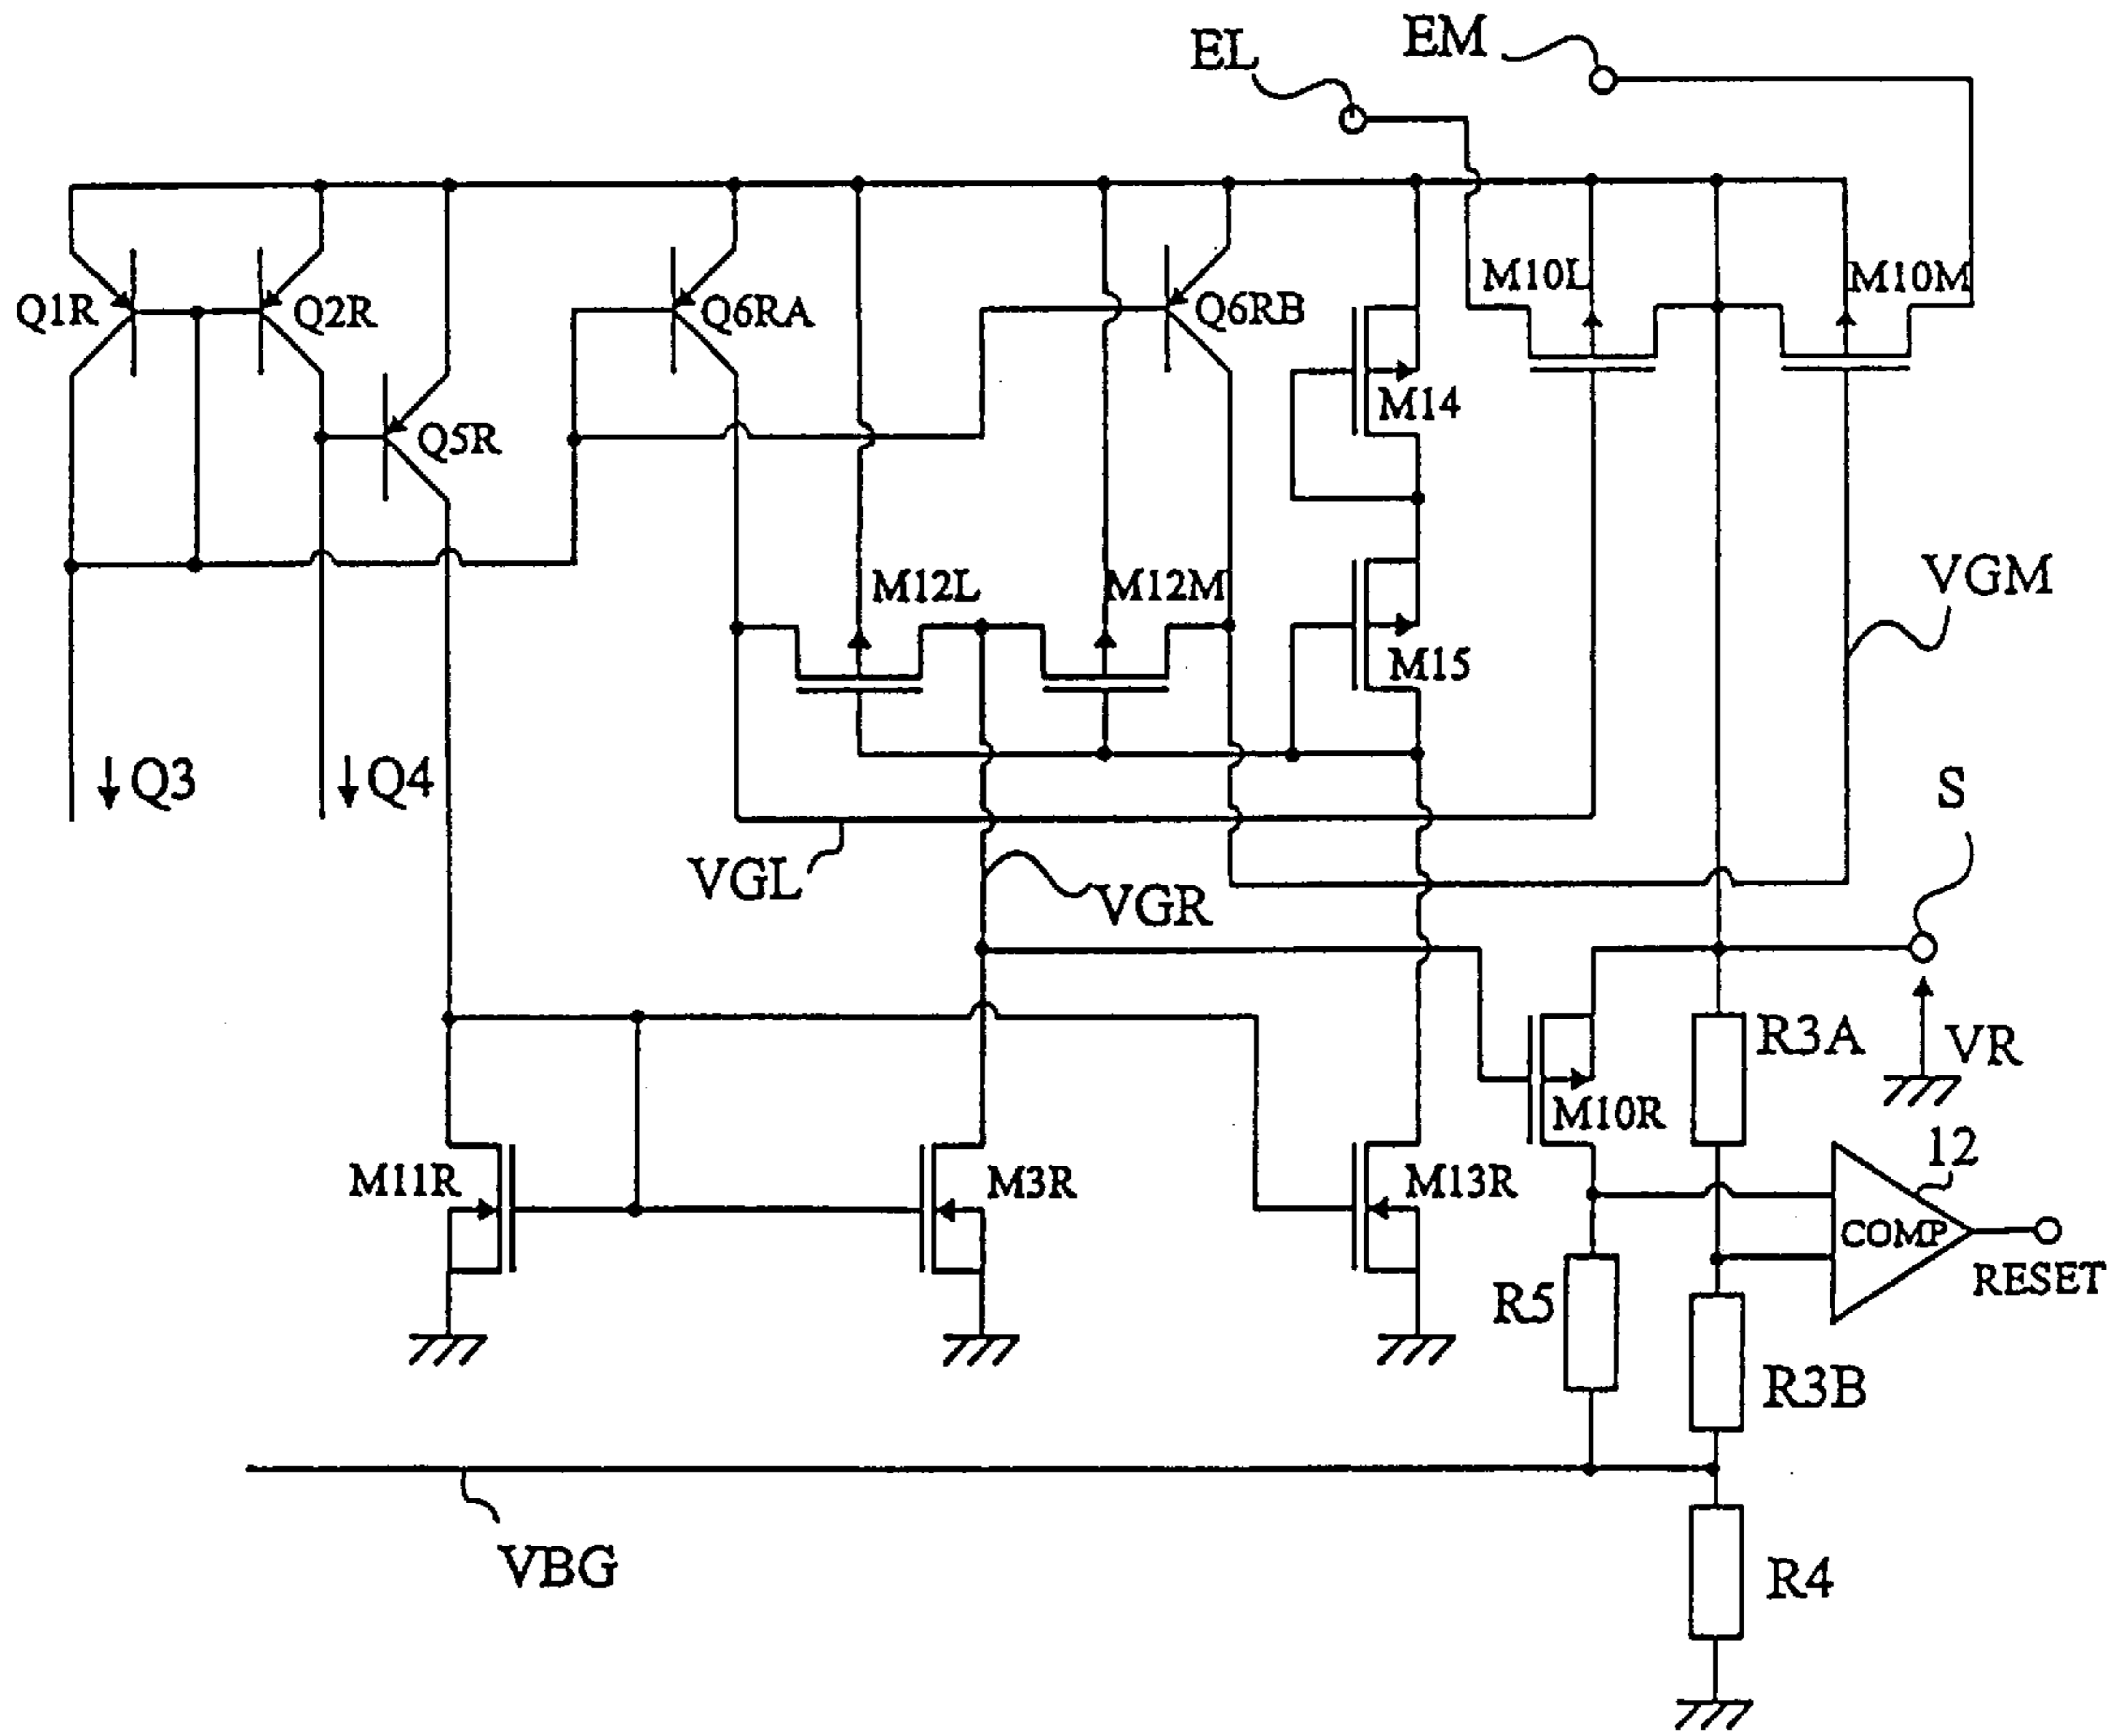 EL
EM
Q1R
Q2R
Q6RA
Q6RB
M10L
M10M
Q5R
M14
M12L
M12M
VGM
M15
Q3
Q4
S
VGL
VGR
R3A
VR
M10R
12
M11R
M3R
M13R
COMP
RESET
R5
R3B
VBG
R4